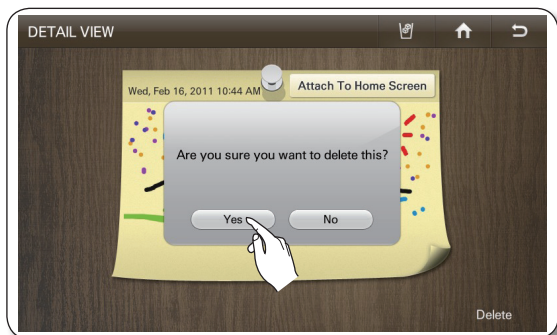 DETAIL VIEW
Wed, Feb 16, 2011 10:44 AM
Attach To Home Screen
Are you sure you want to delete this?
Yes
No
Delete